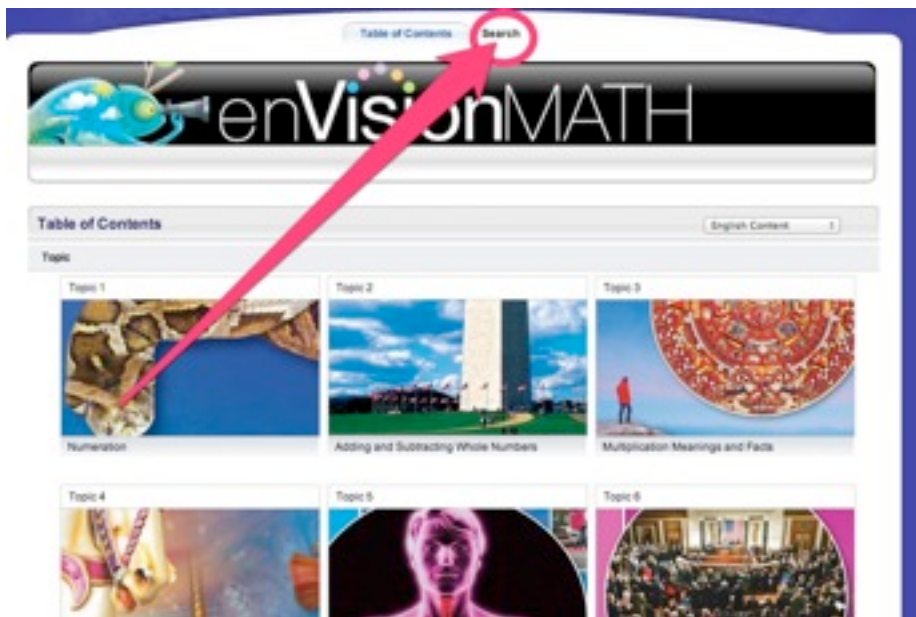 Table of Contents Search
enVisionMATH
Table of Contents English Content
Topic
Topic 1 Topic 2 Topic 3
Numeration Adding and Subtracting Whole Numbers Multiplication Meanings and Facts
Topic 4 Topic 5 Topic 6